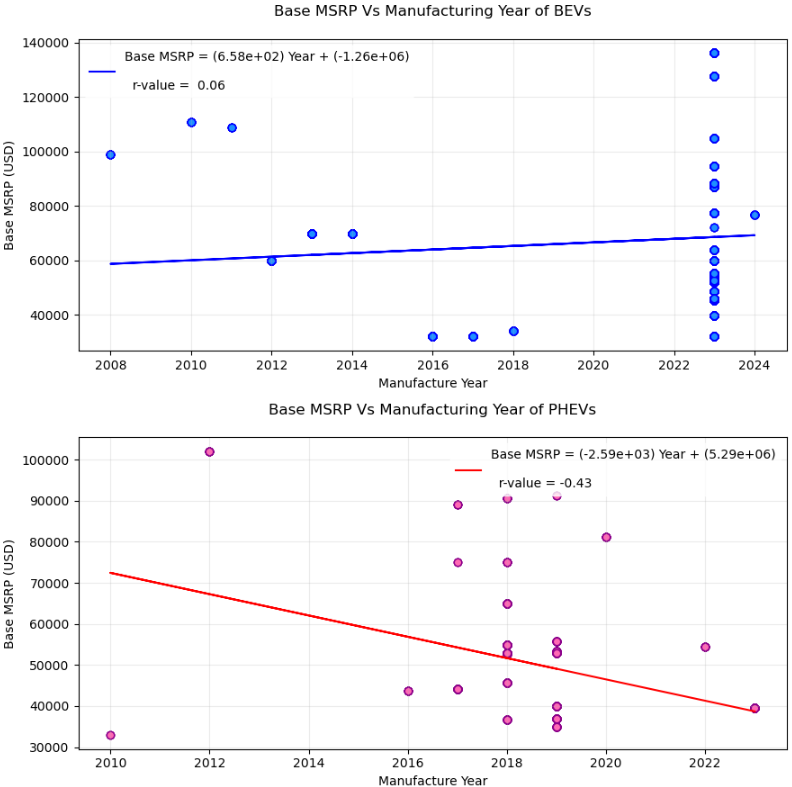 Base MSRP Vs Manufacturing Year of BEVs
Base MSRP = (6.58e+02) Year + (-1.26e+06)
r-value =  0.06
140000
120000
100000
80000
60000
40000
Base MSRP (USD)
2008 2010 2012 2014 2016 2018 2020 2022 2024
Manufacture Year
Base MSRP Vs Manufacturing Year of PHEVs
Base MSRP = (-2.59e+03) Year + (5.29e+06)
r-value = -0.43
100000
90000
80000
70000
60000
50000
40000
30000
Base MSRP (USD)
2010 2012 2014 2016 2018 2020 2022
Manufacture Year